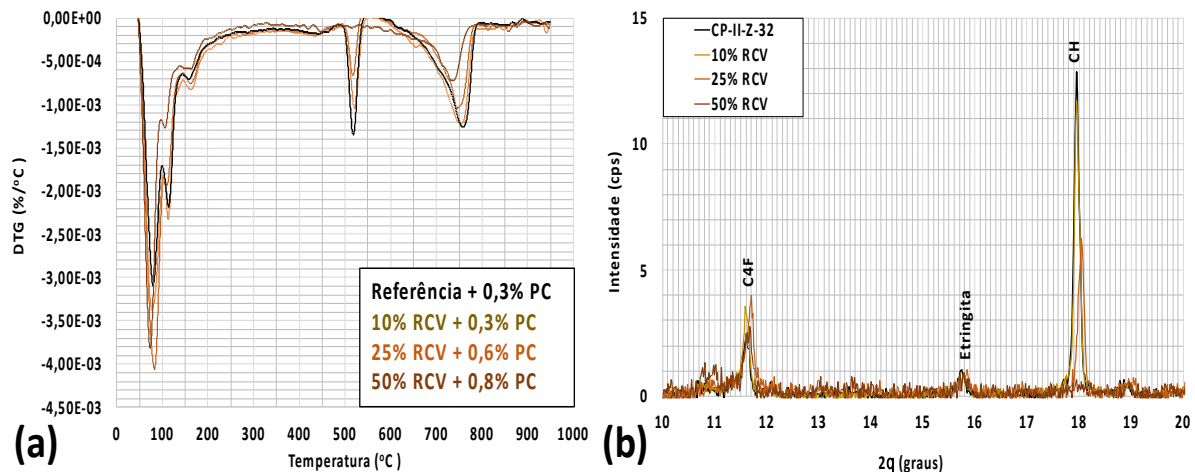 0,00E+00
-5,00E-04
-1,00E-03
-1,50E-03
-2,00E-03
-2,50E-03
-3,00E-03
-3,50E-03
-4,00E-03
-4,50E-03
DTG (%/°C )
0 100 200 300 400 500 600 700 800 900 1000
Temperatura (°C )
Referência + 0,3% PC
10% RCV + 0,3% PC
25% RCV + 0,6% PC
50% RCV + 0,8% PC
(a)
15
10
5
0
Intensidade (cps)
CP-II-Z-32
10% RCV
25% RCV
50% RCV
C4F
Etringita
CH
10 11 12 13 14 15 16 17 18 19 20
2q (graus)
(b)